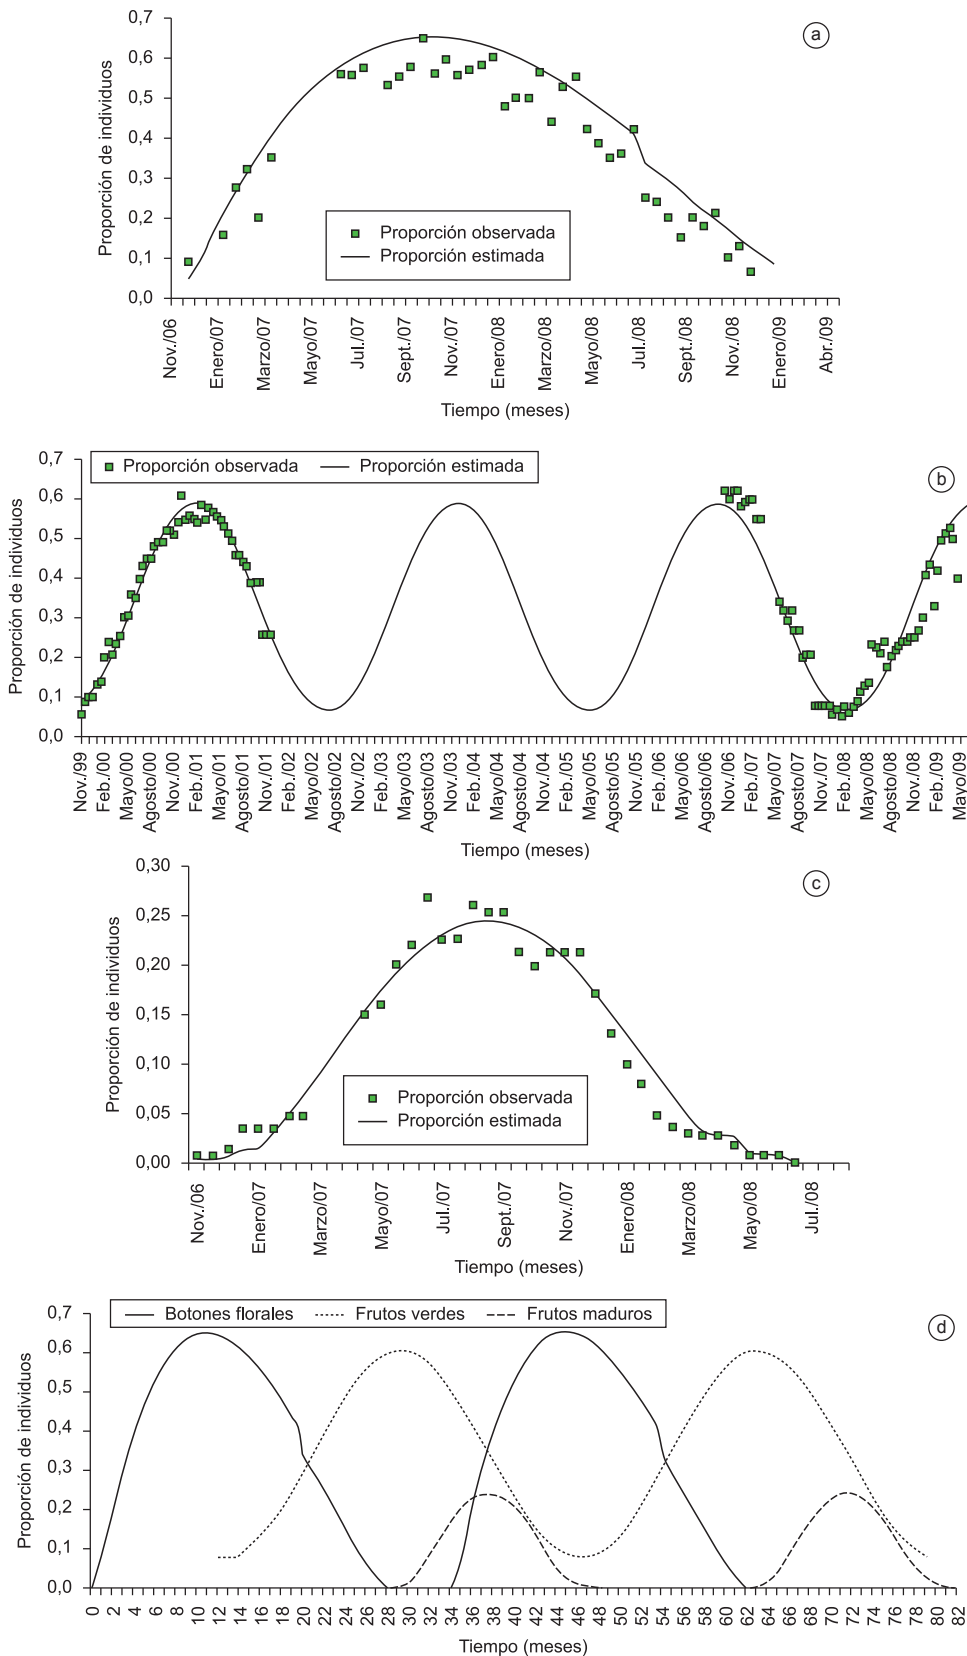 0,7
0,6
0,5
0,4
0,3
0,2
0,1
0,0
Proporción de individuos
a
Proporción observada
Proporción estimada
Nov./06
Enero/07
Marzo/07
Mayo/07
Jul./07
Sept./07
Nov./07
Enero/08
Marzo/08
Mayo/08
Jul./08
Sept./08
Nov./08
Enero/09
Abr./09
Tiempo (meses)
0,7
0,6
0,5
0,4
0,3
0,2
0,1
0,0
Proporción de individuos
Proporción observada
Proporción estimada
b
Nov./99
Feb./00
Mayo/00
Agosto/00
Nov./00
Feb./01
Mayo/01
Agosto/01
Nov./01
Feb./02
Mayo/02
Agosto/02
Nov./02
Feb./03
Mayo/03
Agosto/03
Nov./03
Feb./04
Mayo/04
Agosto/04
Nov./04
Feb./05
Mayo/05
Agosto/05
Nov./05
Feb./06
Mayo/06
Agosto/06
Nov./06
Feb./07
Mayo/07
Agosto/07
Nov./07
Feb./08
Mayo/08
Agosto/08
Nov./08
Feb./09
Mayo/09
Tiempo (meses)
0,30
0,25
0,20
0,15
0,10
0,05
0,00
Proporción de individuos
c
Proporción observada
Proporción estimada
Nov./06
Enero/07
Marzo/07
Mayo/07
Jul./07
Sept./07
Nov./07
Enero/08
Marzo/08
Mayo/08
Jul./08
Tiempo (meses)
0,7
0,6
0,5
0,4
0,3
0,2
0,1
0,0
Proporción de individuos
Botones florales
Frutos verdes
Frutos maduros
d
0
2
4
6
8
10
12
14
16
18
20
22
24
26
28
30
32
34
36
38
40
42
44
46
48
50
52
54
56
58
60
62
64
66
68
70
72
74
76
78
80
82
Tiempo (meses)